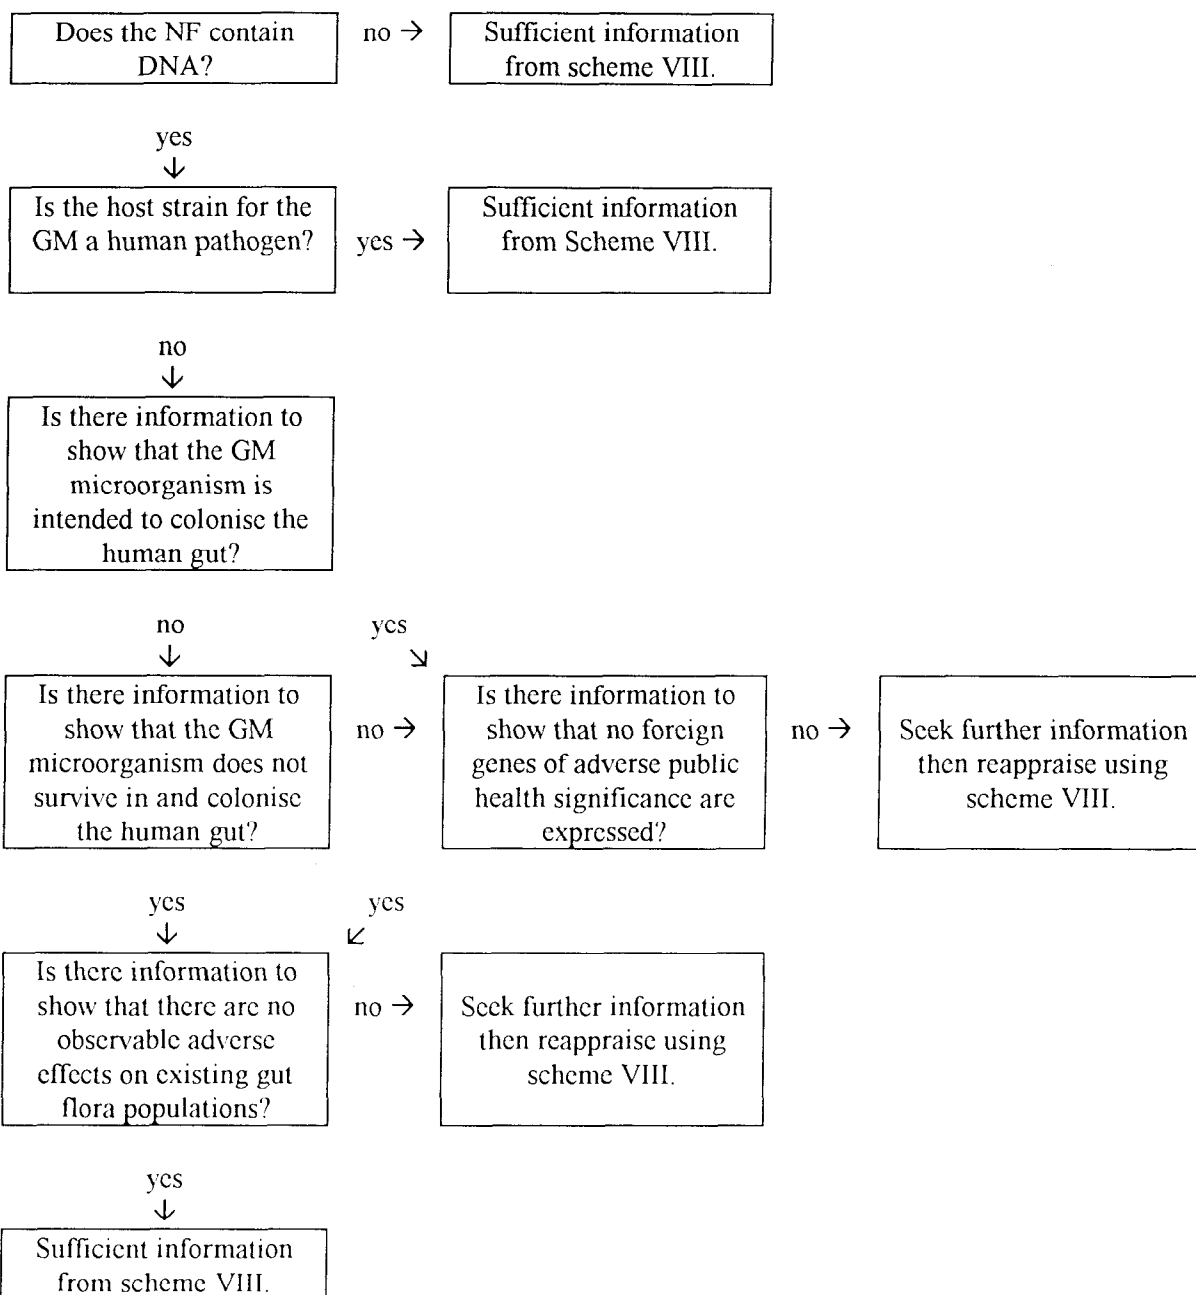 Does the NF contain
DNA?
no →
Sufficient information
from scheme VIII.
yes
↓
Is the host strain for the
GM a human pathogen?
yes →
Sufficient information
from Scheme VIII.
no
↓
Is there information to
show that the GM
microorganism is
intended to colonise the
human gut?
no
↓
yes
↘
Is there information to
show that the GM
microorganism does not
survive in and colonise
the human gut?
no →
Is there information to
show that no foreign
genes of adverse public
health significance are
expressed?
no →
Seek further information
then reappraise using
scheme VIII.
yes
↓
yes
↙
Is there information to
show that there are no
observable adverse
effects on existing gut
flora populations?
no →
Seek further information
then reappraise using
scheme VIII.
yes
↓
Sufficient information
from scheme VIII.